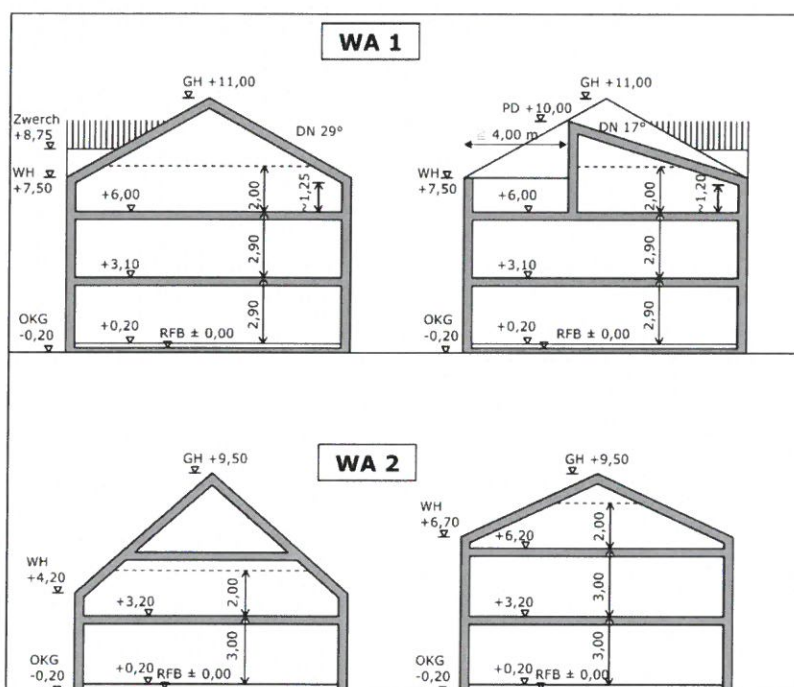 WA 1
GH +11,00
Zwerch
+8,75
DN 29°
WH
+7,50
+6,00
2,00
~1,25
+3,10
2,90
OKG
-0,20
+0,20
RFB ± 0,00
2,90
GH +11,00
PD +10,00
DN 17°
4,00 m
WH
+7,50
+6,00
2,00
~1,20
+3,10
2,90
OKG
-0,20
+0,20
RFB ± 0,00
2,90
WA 2
GH +9,50
WH
+4,20
+3,20
2,00
3,00
OKG
-0,20
+0,20 RFB ± 0,00
GH +9,50
WH
+6,70
+6,20
2,00
+3,20
3,00
3,00
OKG
-0,20
+0,20 RFB ± 0,00